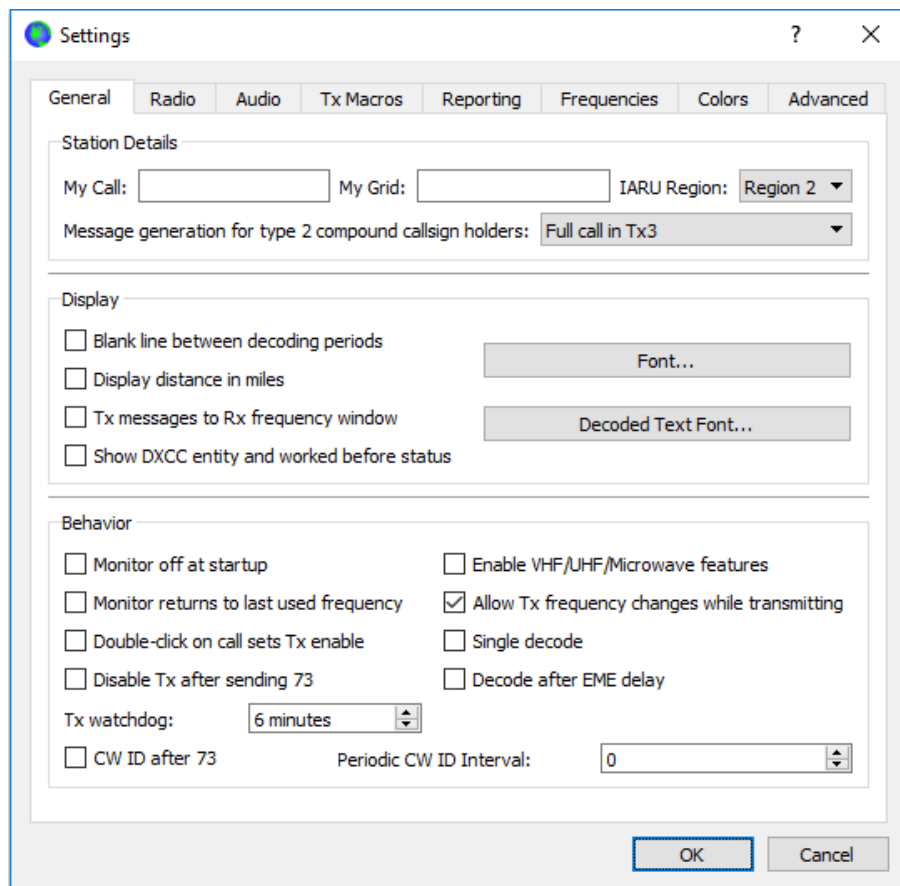 Settings ?
General Radio Audio Tx Macros Reporting Frequencies Colors Advanced
Station Details
My Call: My Grid: IARU Region: Region 2
Message generation for type 2 compound callsign holders: Full call in Tx3
Display
Blank line between decoding periods
Font...
Display distance in miles
Tx messages to Rx frequency window
Decoded Text Font...
Show DXCC entity and worked before status
Behavior
Monitor off at startup Enable VHF/UHF/Microwave features
Monitor returns to last used frequency Allow Tx frequency changes while transmitting
Double-click on call sets Tx enable Single decode
Disable Tx after sending 73 Decode after EME delay
Tx watchdog: 6 minutes
CW ID after 73 Periodic CW ID Interval: 0
OK Cancel